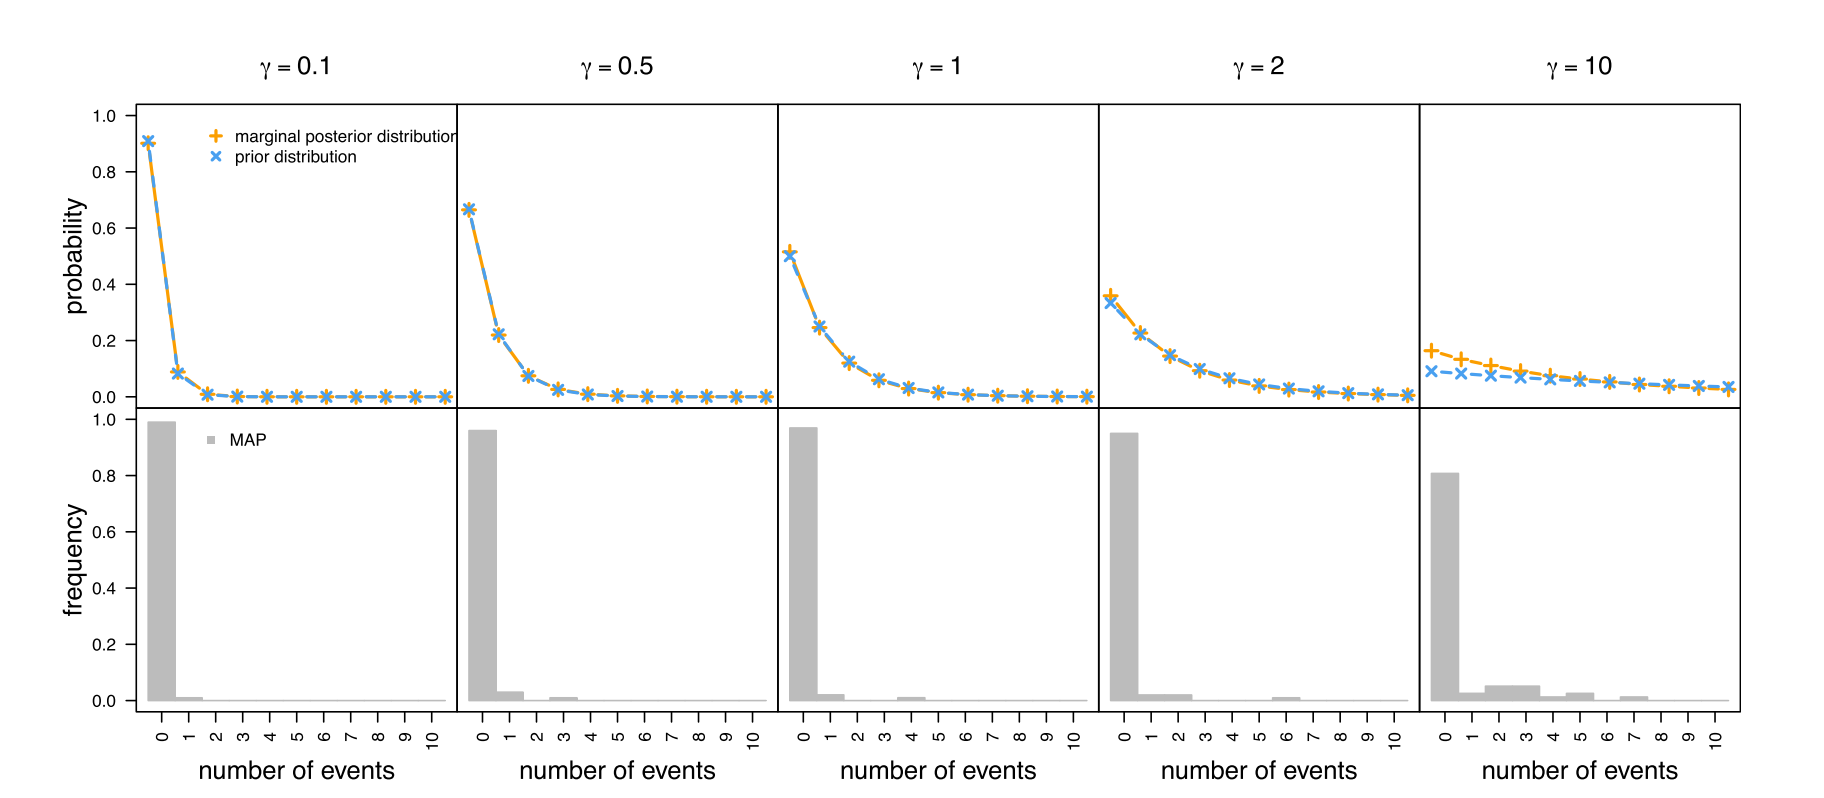 γ = 0.1 γ = 0.5 γ = 1 γ = 2 γ = 10
probability
1.0
0.8
0.6
0.4
0.2
0.0
marginal posterior distribution
prior distribution
frequency
1.0
0.8
0.6
0.4
0.2
0.0
MAP
0 1 2 3 4 5 6 7 8 9 10 0 1 2 3 4 5 6 7 8 9 10 0 1 2 3 4 5 6 7 8 9 10 0 1 2 3 4 5 6 7 8 9 10 0 1 2 3 4 5 6 7 8 9 10
number of events number of events number of events number of events number of events